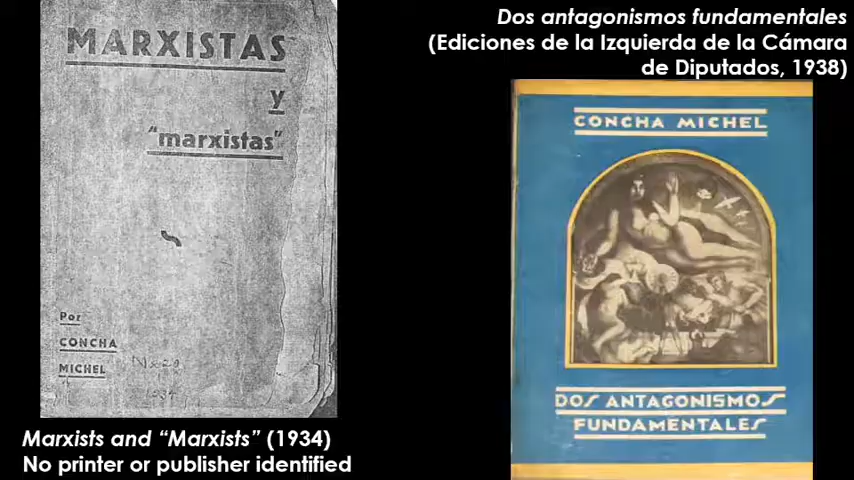 MARXISTAS
y
"marxistas"
Por
CONCHA
MICHEL
1934
Marxists and “Marxists” (1934)
No printer or publisher identified
Dos antagonismos fundamentales
(Ediciones de la Izquierda de la Cámara
de Diputados, 1938)
CONCHA MICHEL
DOS ANTAGONISMOS
FUNDAMENTALES